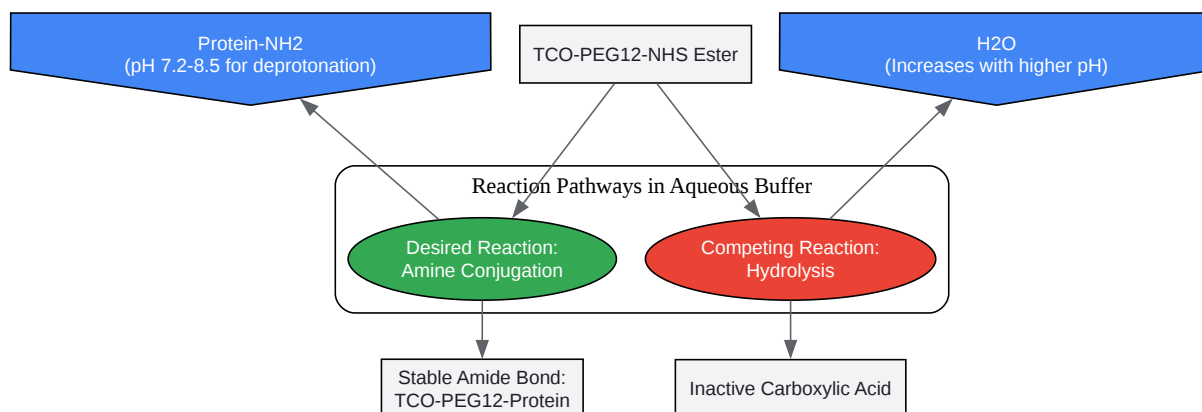 Protein-NH2
(pH 7.2-8.5 for deprotonation)
TCO-PEG12-NHS Ester
H2O
(Increases with higher pH)
Reaction Pathways in Aqueous Buffer
Desired Reaction:
Amine Conjugation
Competing Reaction:
Hydrolysis
Stable Amide Bond:
TCO-PEG12-Protein
Inactive Carboxylic Acid